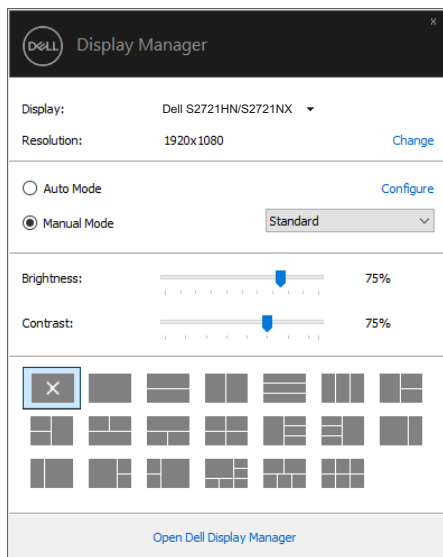 x
DELL Display Manager
Display: Dell S2721HN/S2721NX
Resolution: 1920x1080 Change
Auto Mode Configure
Manual Mode Standard
Brightness: 75%
Contrast: 75%
Open Dell Display Manager